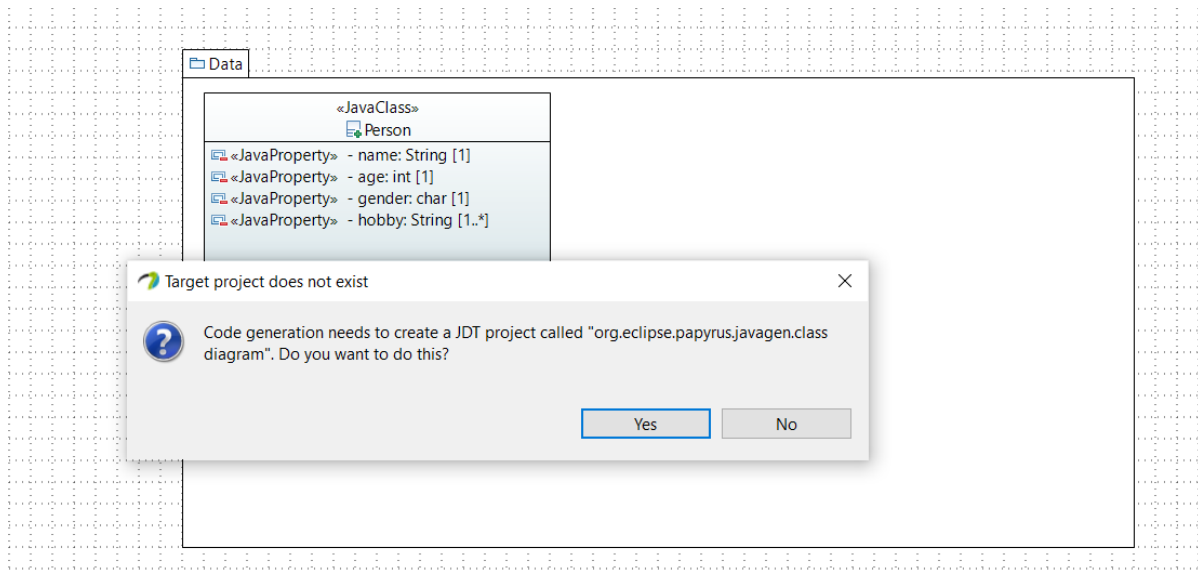 Data
«JavaClass»
Person
«JavaProperty» - name: String [1]
«JavaProperty» - age: int [1]
«JavaProperty» - gender: char [1]
«JavaProperty» - hobby: String [1..*]
Target project does not exist
Code generation needs to create a JDT project called "org.eclipse.papyrus.javagen.class
diagram". Do you want to do this?
Yes No